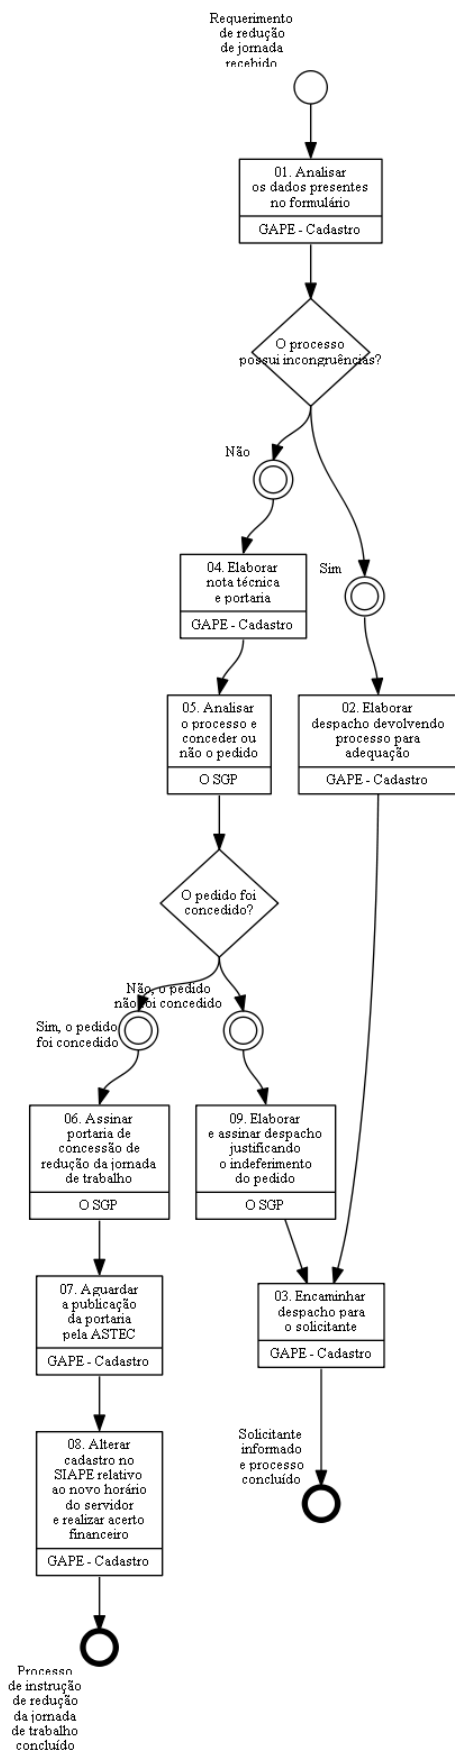 Requerimento
de redução
de jornada
recebido
01. Analisar
os dados presentes
no formulário
GAPE - Cadastro
O processo
possui incongruências?
Não
Sim
04. Elaborar
nota técnica
e portaria
GAPE - Cadastro
05. Analisar
o processo e
conceder ou
não o pedido
O SGP
02. Elaborar
despacho devolvendo
processo para
adequação
GAPE - Cadastro
O pedido foi
concedido?
Não, o pedido
não foi concedido
Sim, o pedido
foi concedido
06. Assinar
portaria de
concessão de
redução da jornada
de trabalho
O SGP
09. Elaborar
e assinar despacho
justificando
o indeferimento
do pedido
O SGP
07. Aguardar
a publicação
da portaria
pela ASTEC
GAPE - Cadastro
03. Encaminhar
despacho para
o solicitante
GAPE - Cadastro
08. Alterar
cadastro no
SIAPE relativo
ao novo horário
do servidor
e realizar acerto
financeiro
GAPE - Cadastro
Solicitante
informado
e processo
concluído
Processo
de instrução
de redução
da jornada
de trabalho
concluído